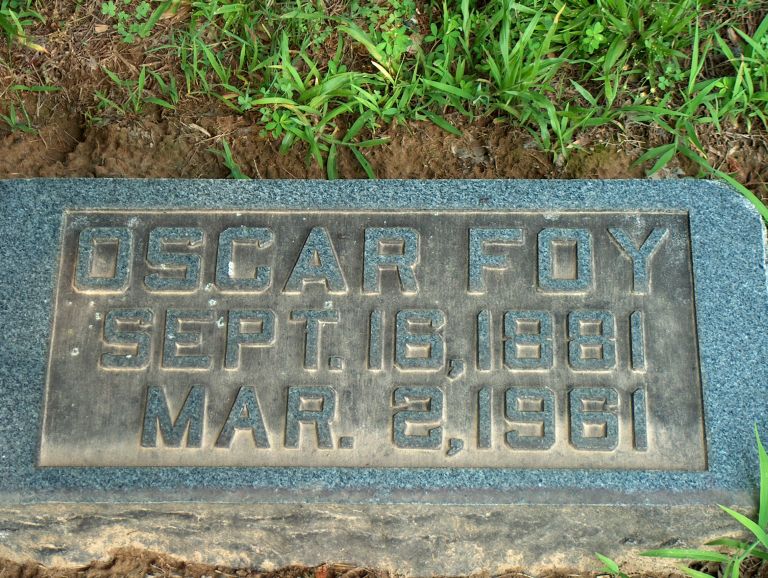 OSCAR FOY
SEPT. 16, 1881
MAR. 2, 1961